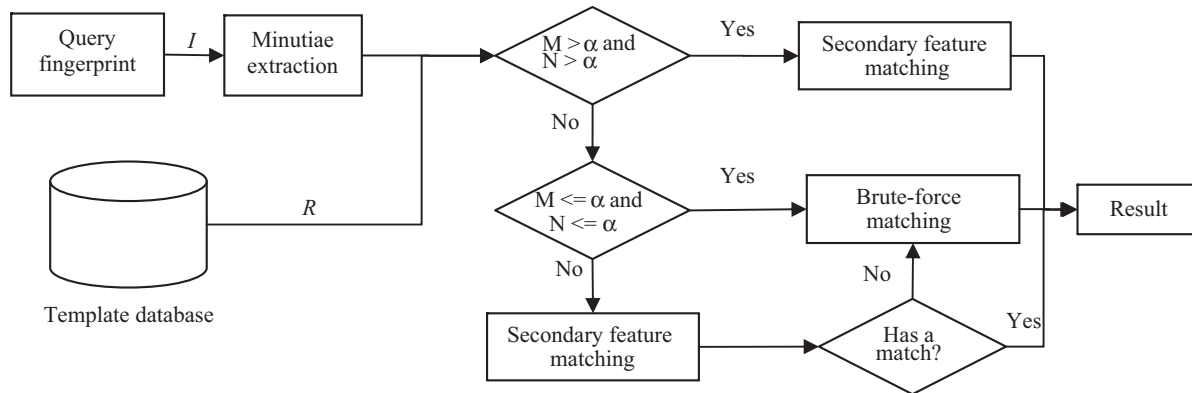 Query
fingerprint
I
Minutiae
extraction
M > α and
N > α
Yes
Secondary feature
matching
No
M <= α and
N <= α
Yes
Brute-force
matching
Result
R
Template database
No
Secondary feature
matching
Has a
match?
No
Yes